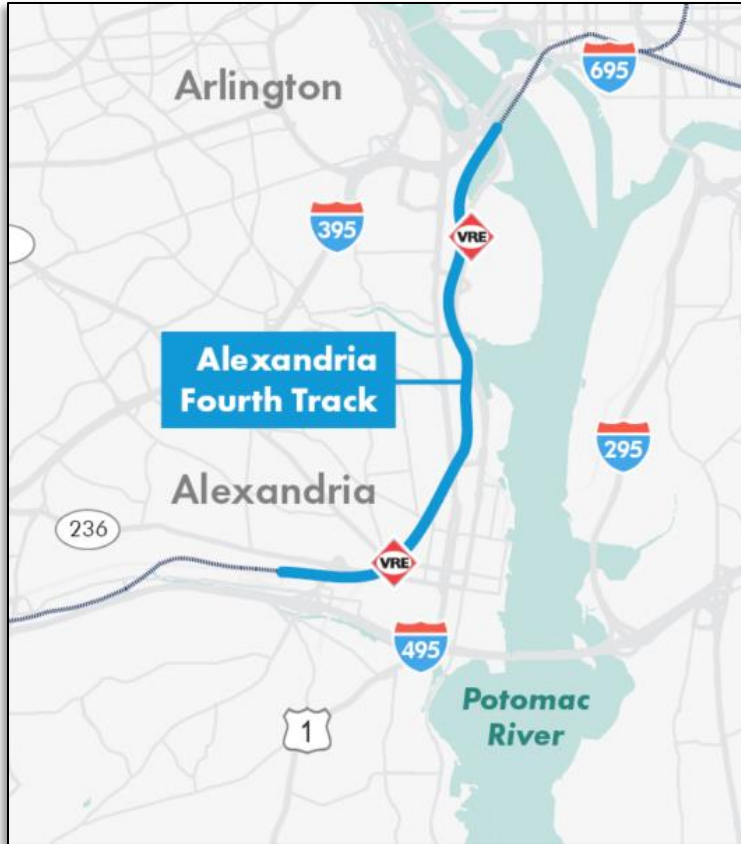 Arlington
695
395
VRE
Alexandria
Fourth Track
295
Alexandria
236
VRE
495
Potomac
River
1